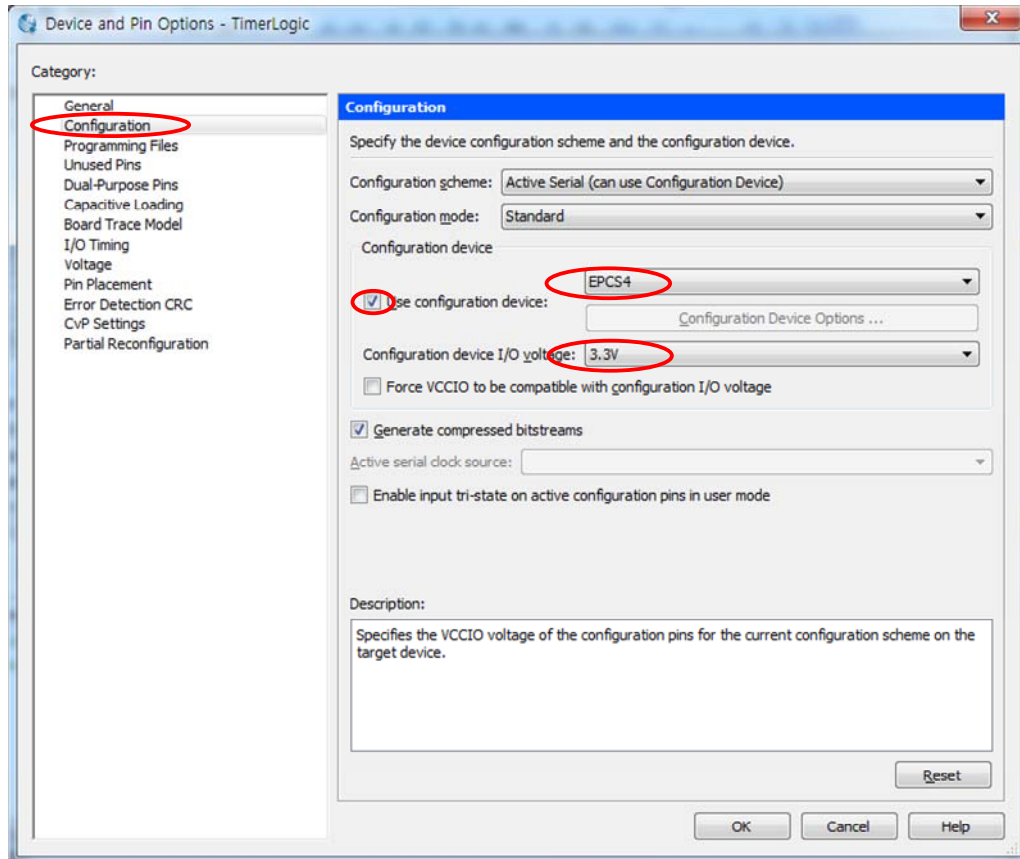 Device and Pin Options - TimerLogic
Category:
General
Configuration
Programming Files
Unused Pins
Dual-Purpose Pins
Capacitive Loading
Board Trace Model
I/O Timing
Voltage
Pin Placement
Error Detection CRC
CvP Settings
Partial Reconfiguration
Configuration
Specify the device configuration scheme and the configuration device.
Configuration scheme: Active Serial (can use Configuration Device)
Configuration mode: Standard
Configuration device
EPCS4
Use configuration device:
Configuration Device Options ...
Configuration device I/O voltage: 3.3V
Force VCCIO to be compatible with configuration I/O voltage
Generate compressed bitstreams
Active serial clock source:
Enable input tri-state on active configuration pins in user mode
Description:
Specifies the VCCIO voltage of the configuration pins for the current configuration scheme on the
target device.
Reset
OK Cancel Help